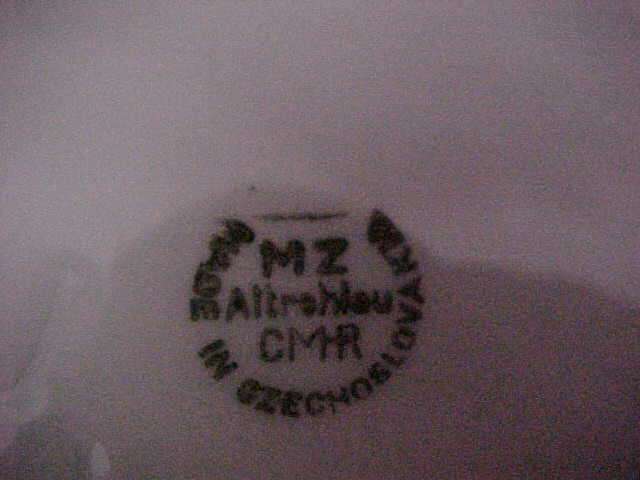 MZ
Altrohlau
CMR
MADE IN CZECHOSLOVAKIA